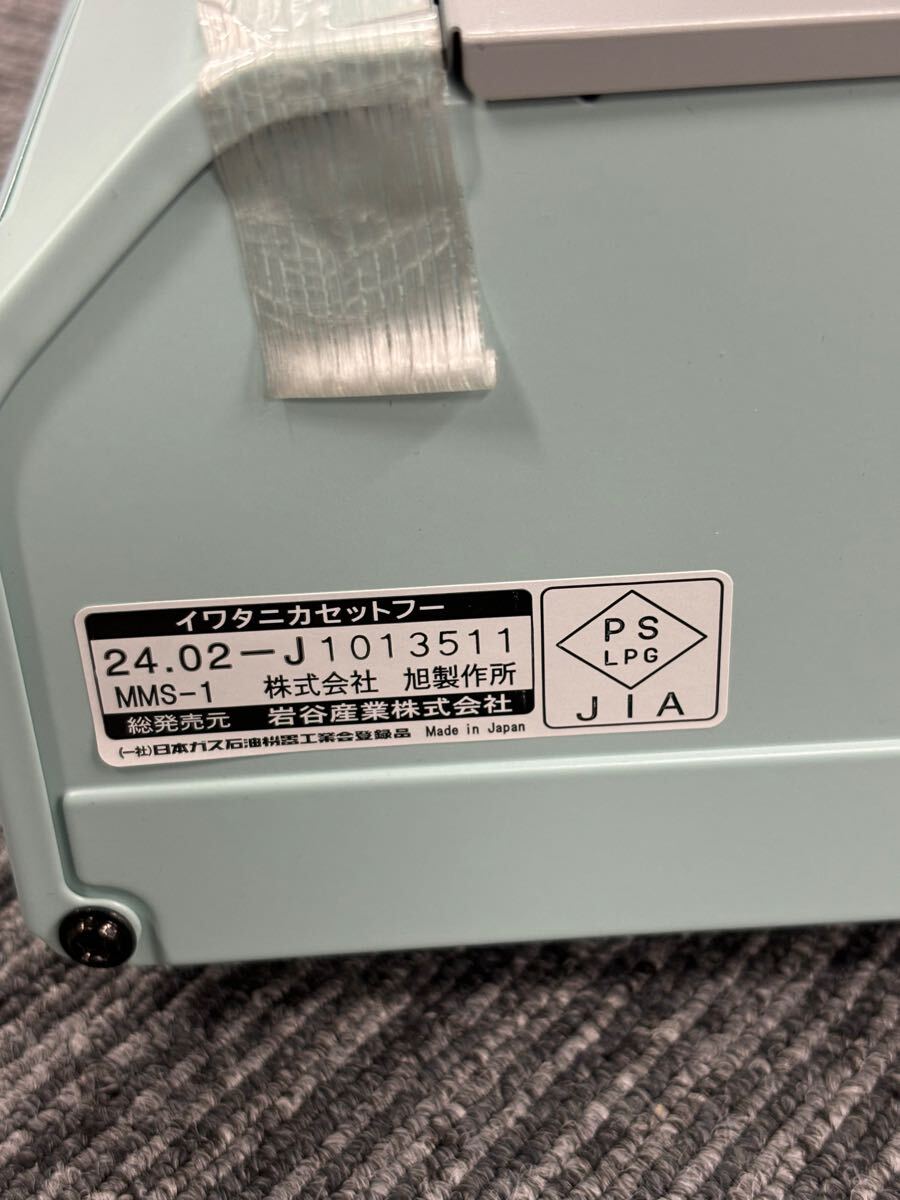 イワタニカセットフー
24.02-J1013511
MMS-1 株式会社 旭製作所
総発売元 岩谷産業株式会社
(一社)日本ガス石油機器工業会登録品 Made in Japan
PS
LPG
JIA